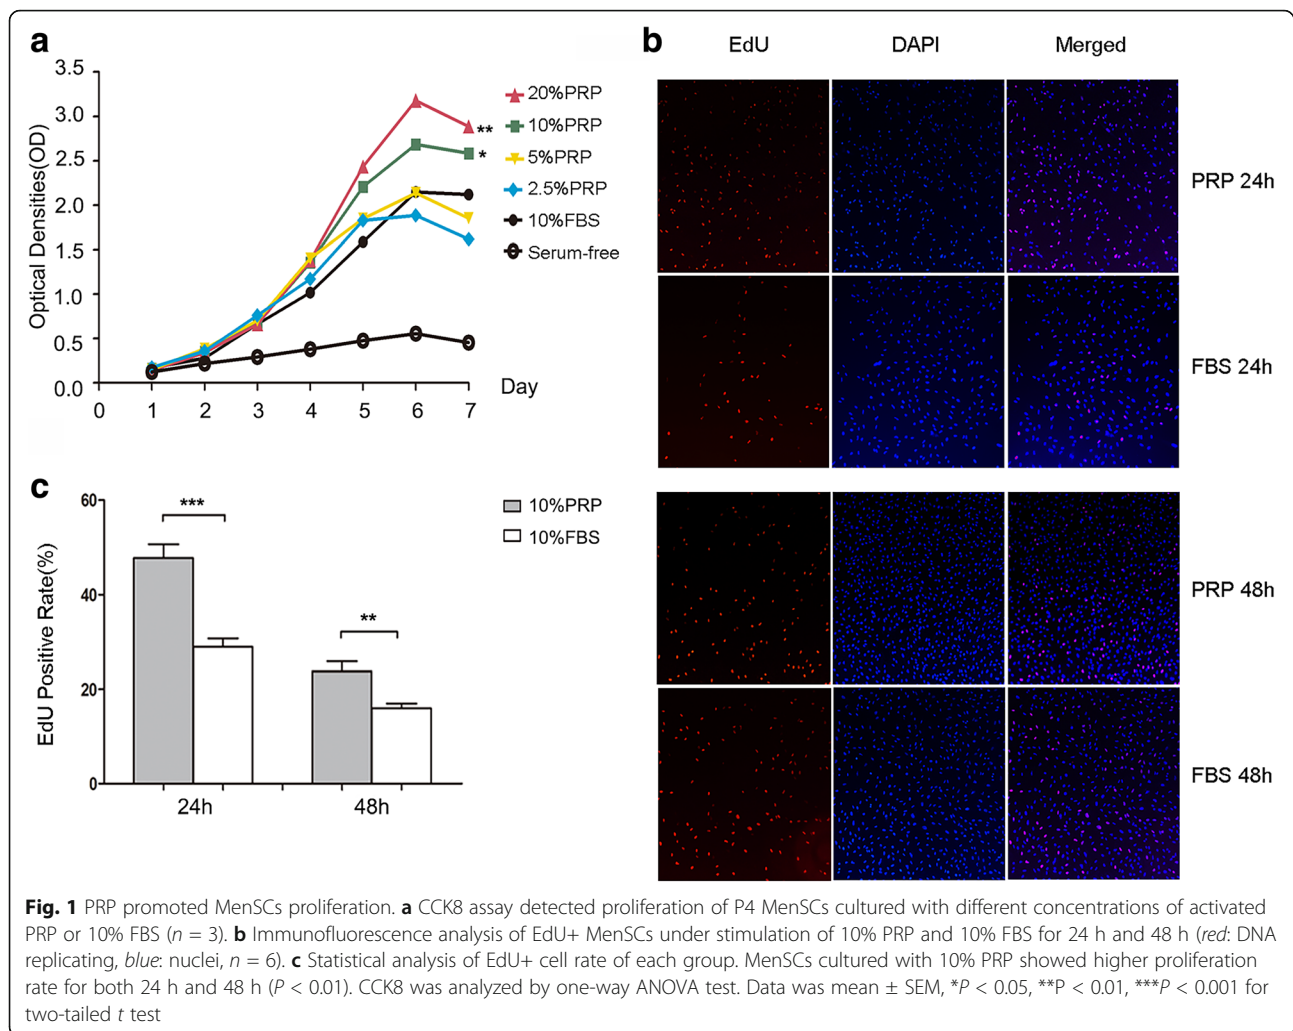 a
3.5
3.0
2.5
2.0
1.5
1.0
0.5
0.0
Optical Densities(OD)
0 1 2 3 4 5 6 7
Day
20%PRP
10%PRP
5%PRP
2.5%PRP
10%FBS
Serum-free
**
*
b
EdU DAPI Merged
PRP 24h
FBS 24h
PRP 48h
FBS 48h
c
60
40
20
0
EdU Positive Rate(%)
***
**
24h 48h
10%PRP
10%FBS
Fig. 1 PRP promoted MenSCs proliferation. a CCK8 assay detected proliferation of P4 MenSCs cultured with different concentrations of activated
PRP or 10% FBS (n = 3). b Immunofluorescence analysis of EdU+ MenSCs under stimulation of 10% PRP and 10% FBS for 24 h and 48 h (red: DNA
replicating, blue: nuclei, n = 6). c Statistical analysis of EdU+ cell rate of each group. MenSCs cultured with 10% PRP showed higher proliferation
rate for both 24 h and 48 h (P < 0.01). CCK8 was analyzed by one-way ANOVA test. Data was mean ± SEM, *P < 0.05, **P < 0.01, ***P < 0.001 for
two-tailed t test